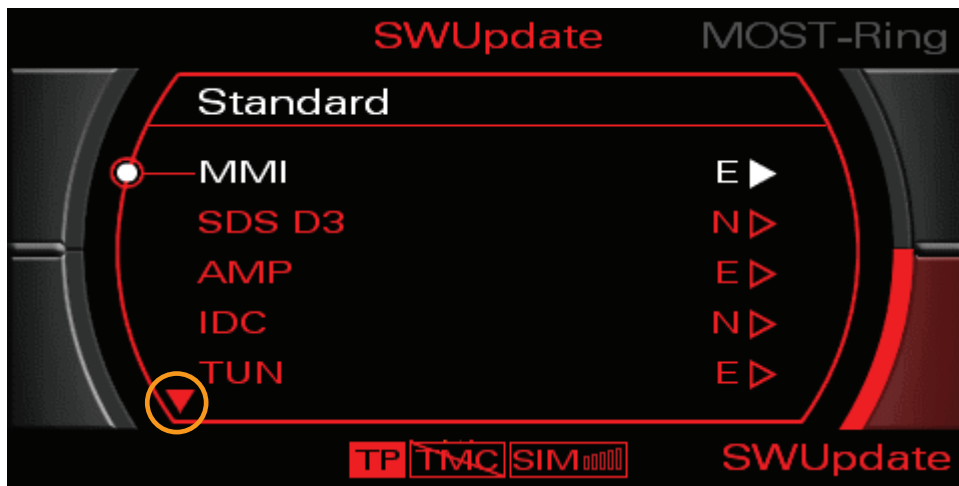 SWUpdate MOST-Ring
Standard
MMI E
SDS D3 N
AMP E
IDC N
TUN E
TP TMC SIM SWUpdate